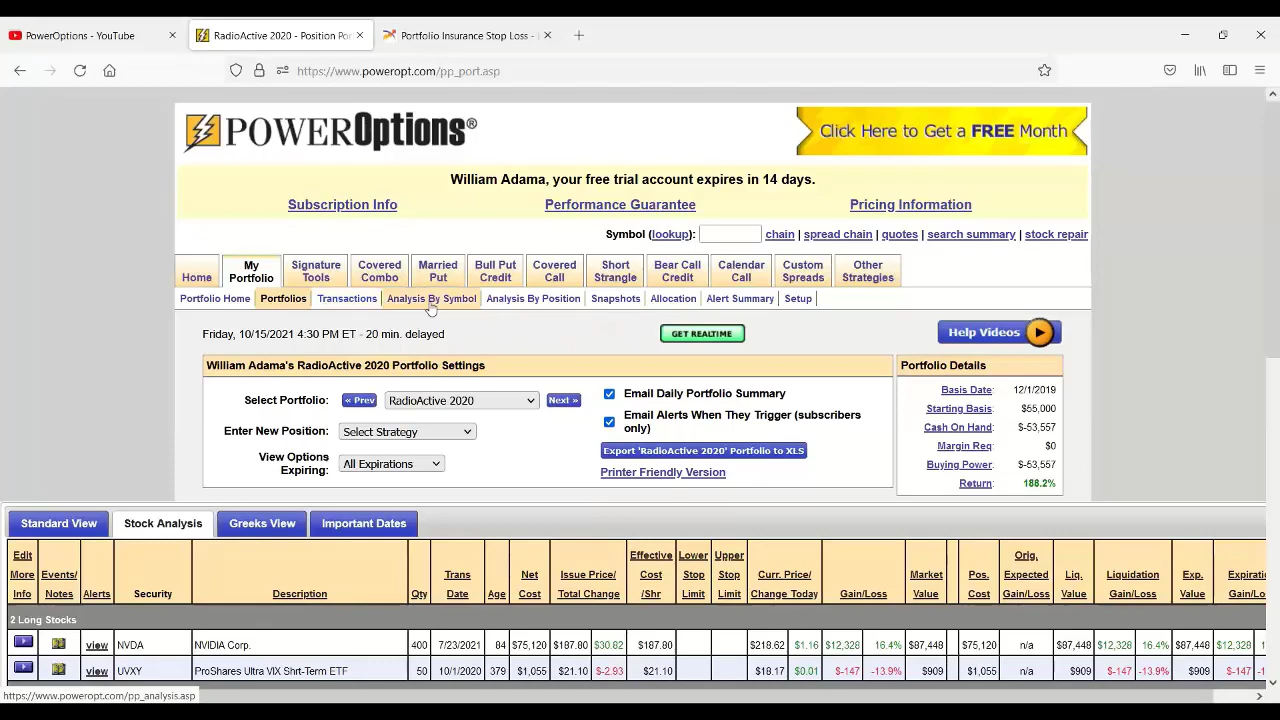 PowerOptions - YouTube
RadioActive 2020 - Position Por
Portfolio Insurance Stop Loss -
https://www.poweropt.com/pp_port.asp
POWEROptions®
Click Here to Get a FREE Month
William Adama, your free trial account expires in 14 days.
Subscription Info Performance Guarantee Pricing Information
Symbol (lookup): chain | spread chain | quotes | search summary | stock repair
Home My Portfolio Signature Tools Covered Combo Married Put Bull Put Credit Covered Call Short Strangle Bear Call Credit Calendar Call Custom Spreads Other Strategies
Portfolio Home Portfolios Transactions Analysis By Symbol Analysis By Position Snapshots Allocation Alert Summary Setup
Friday, 10/15/2021 4:30 PM ET - 20 min. delayed GET REALTIME Help Videos
William Adama's RadioActive 2020 Portfolio Settings
Select Portfolio: « Prev RadioActive 2020 Next »
Enter New Position: Select Strategy
View Options Expiring: All Expirations
Email Daily Portfolio Summary
Email Alerts When They Trigger (subscribers only)
Export 'RadioActive 2020' Portfolio to XLS
Printer Friendly Version
Portfolio Details
Basis Date: 12/1/2019
Starting Basis: $55,000
Cash On Hand: $-53,557
Margin Req: $0
Buying Power: $-53,557
Return: 188.2%
Standard View Stock Analysis Greeks View Important Dates
Edit More Info Events/ Notes Alerts Security Description Qty Trans Date Age Net Cost Issue Price/ Total Change Effective Cost /Shr Lower Stop Limit Upper Stop Limit Curr. Price/ Change Today Gain/Loss Market Value Pos. Cost Orig. Expected Gain/Loss Liq. Value Liquidation Gain/Loss Exp. Value Expiratio Gain/Lo
2 Long Stocks
view NVDA NVIDIA Corp. 400 7/23/2021 84 $75,120 $187.80 $30.82 $187.80 $218.62 $1.16 $12,328 16.4% $87,448 $75,120 n/a $87,448 $12,328 16.4% $87,448 $12,328 1
view UVXY ProShares Ultra VIX Shrt-Term ETF 50 10/1/2020 379 $1,055 $21.10 $-2.93 $21.10 $18.17 $0.01 $-147 -13.9% $909 $1,055 n/a $909 $-147 -13.9% $909 $-147 -1
https://www.poweropt.com/pp_analysis.asp